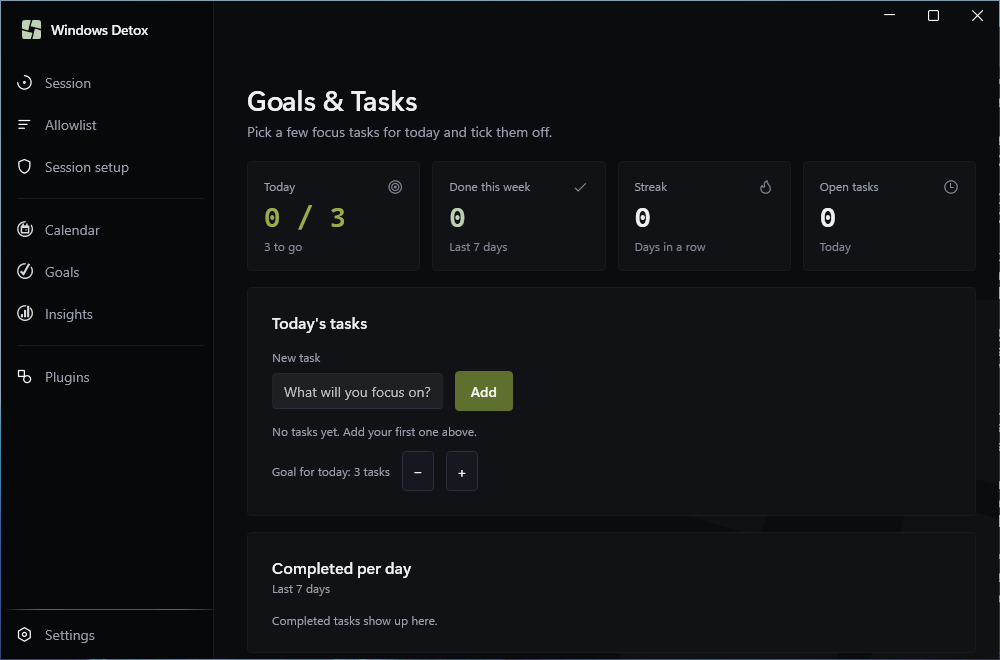 Windows Detox
Session
Allowlist
Session setup
Calendar
Goals
Insights
Plugins
Settings
Goals & Tasks
Pick a few focus tasks for today and tick them off.
Today
0 / 3
3 to go
Done this week
0
Last 7 days
Streak
0
Days in a row
Open tasks
0
Today
Today's tasks
New task
What will you focus on?
Add
No tasks yet. Add your first one above.
Goal for today: 3 tasks
−
+
Completed per day
Last 7 days
Completed tasks show up here.